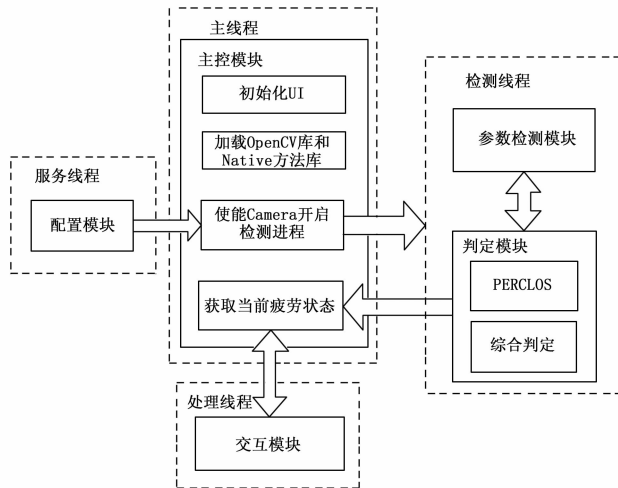 主线程
主控模块
初始化UI
加载OpenCV库和
Native方法库
使能Camera开启
检测进程
获取当前疲劳状态
服务线程
配置模块
检测线程
参数检测模块
判定模块
PERCLOS
综合判定
处理线程
交互模块